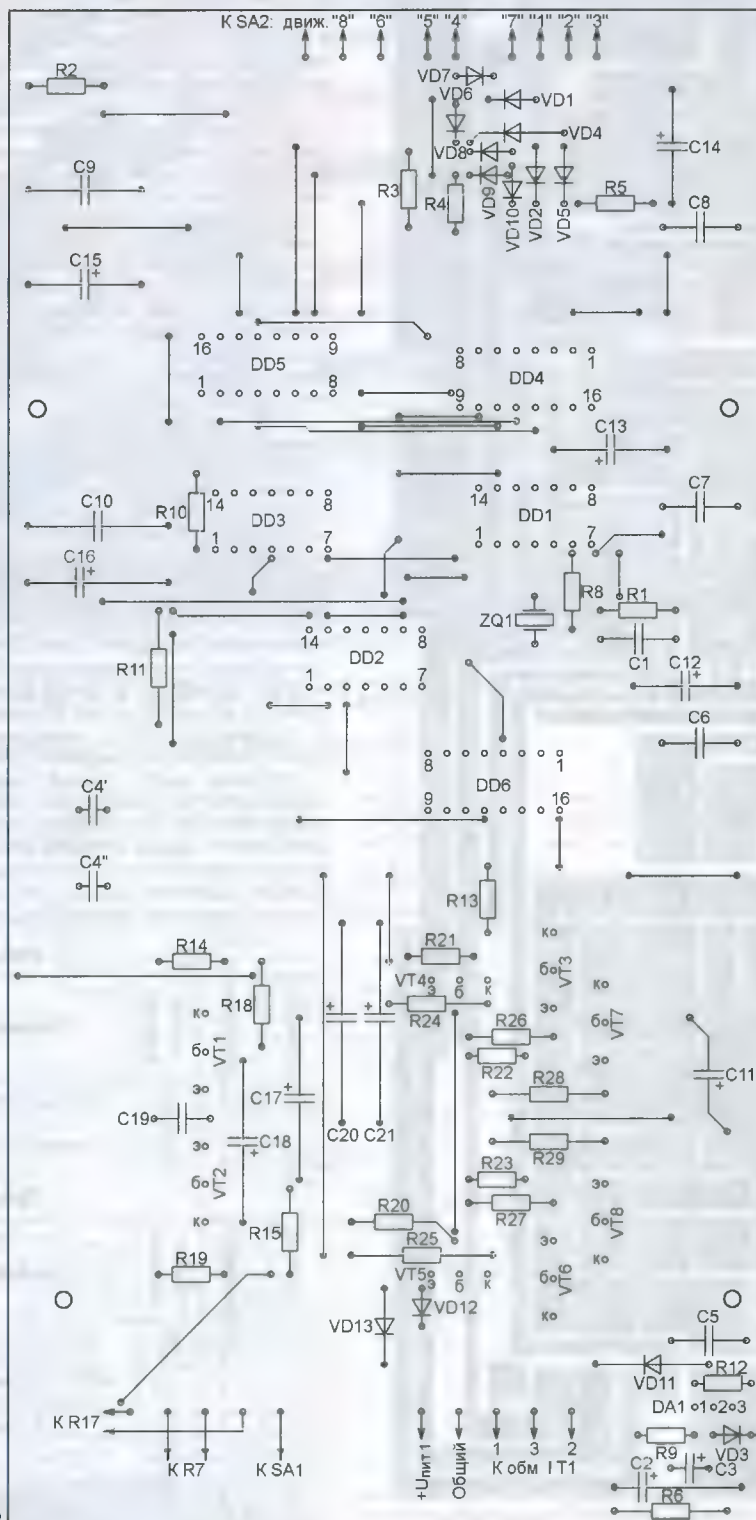 К SA2: движ. "8" "6" "5" "4" "7" "1" "2" "3"
R2
VD7
VD6
VD1
VD4
C14
C9
VD8
R3
R4
VD9
VD10
VD2
VD5
R5
C8
C15
16 9
DD5
1 8
8 1
DD4
9 16
C13
C7
C10
R10
14 8
DD3
1 7
14 8
DD1
1 7
C16
R8
R1
ZQ1
C1
C12
R11
14 8
DD2
1 7
C6
8 1
DD6
9 16
C4'
C4"
R13
R14
R21
VT4
э б к
R24
к
б
э
VT3
к
б
э
VT7
R18
к
б
э
VT1
R26
R22
R28
C11
C17
C19
C18
C20
C21
э
б
к
VT2
R29
R23
R27
э
б
к
VT8
R15
R20
R19
R25
VT5
э б к
э
б
к
VT6
VD13
VD12
C5
VD11
R12
DA1 1 2 3
К R17
К R7
К SA1
+Uпит1
Общий
1 3 2
К обм I T1
R9
VD3
C2
C3
R6